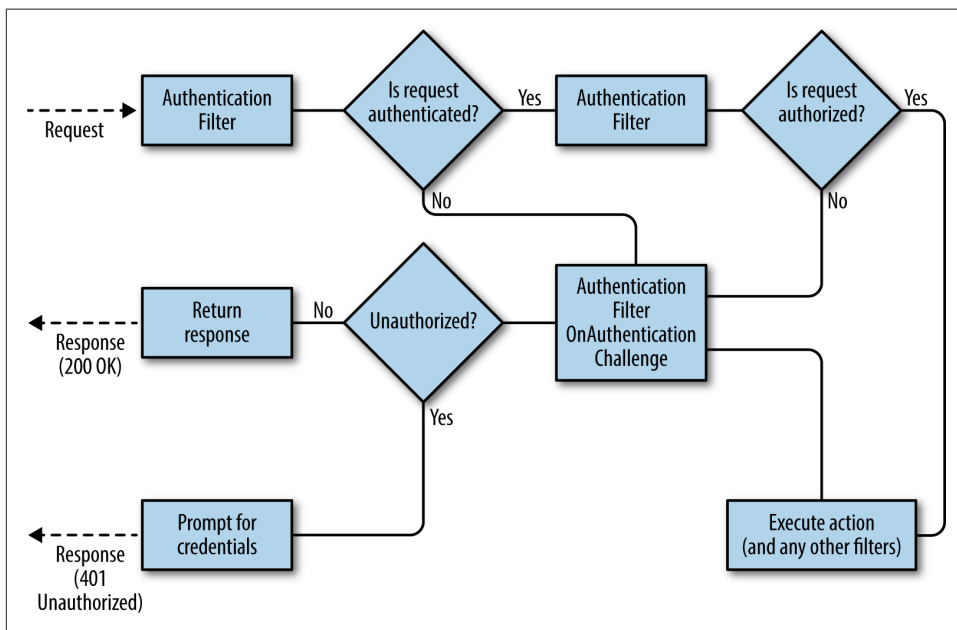 Request
Authentication
Filter
Is request
authenticated?
Yes
Authentication
Filter
Is request
authorized?
Yes
No
No
Response
(200 OK)
Return
response
No
Unauthorized?
Authentication
Filter
OnAuthentication
Challenge
Yes
Response
(401
Unauthorized)
Prompt for
credentials
Execute action
(and any other filters)